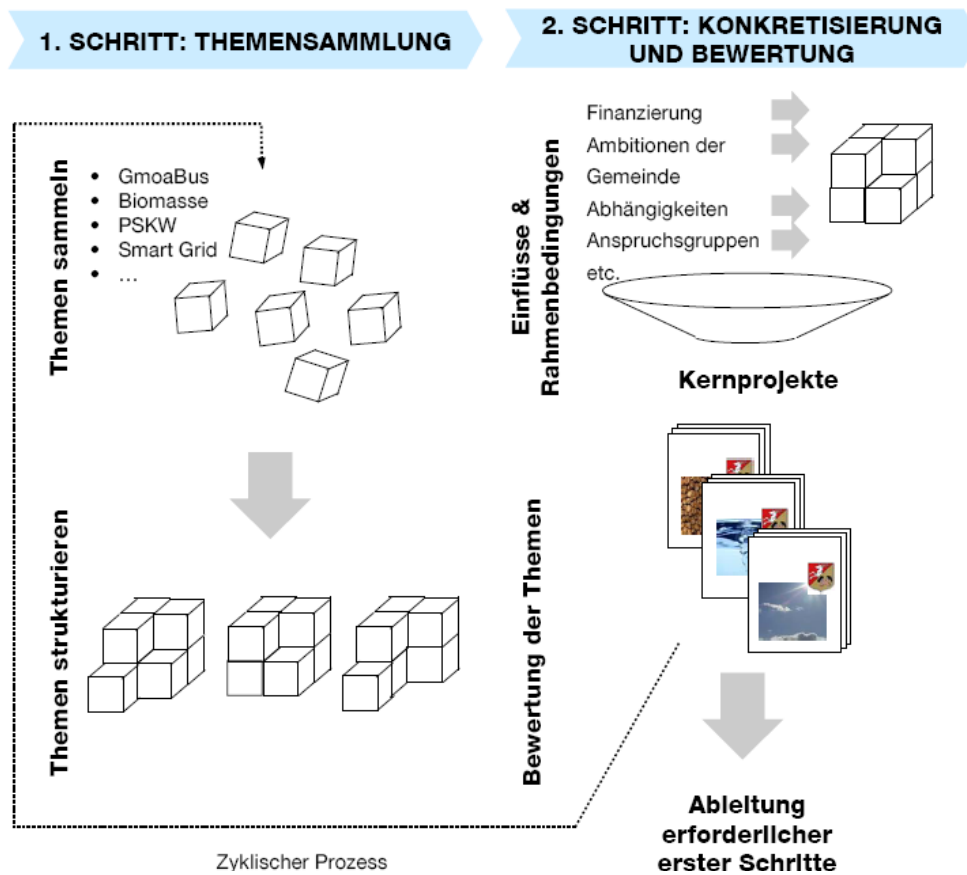 1. SCHRITT: THEMENSAMMLUNG
Themen sammeln
• GmoaBus
• Biomasse
• PSKW
• Smart Grid
• ...
Themen strukturieren
2. SCHRITT: KONKRETISIERUNG
UND BEWERTUNG
Einflüsse &
Rahmenbedingungen
Finanzierung
Ambitionen der
Gemeinde
Abhängigkeiten
Anspruchsgruppen
etc.
Kernprojekte
Bewertung der Themen
Ableitung
erforderlicher
erster Schritte
Zyklischer Prozess